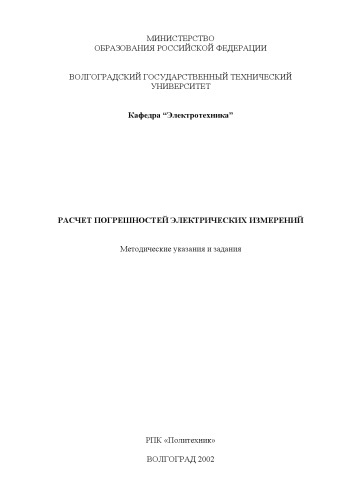 МИНИСТЕРСТВО
ОБРАЗОВАНИЯ РОССИЙСКОЙ ФЕДЕРАЦИИ
ВОЛГОГРАДСКИЙ ГОСУДАРСТВЕННЫЙ ТЕХНИЧЕСКИЙ
УНИВЕРСИТЕТ
Кафедра “Электротехника”
РАСЧЕТ ПОГРЕШНОСТЕЙ ЭЛЕКТРИЧЕСКИХ ИЗМЕРЕНИЙ
Методические указания и задания
РПК «Политехник»
ВОЛГОГРАД 2002